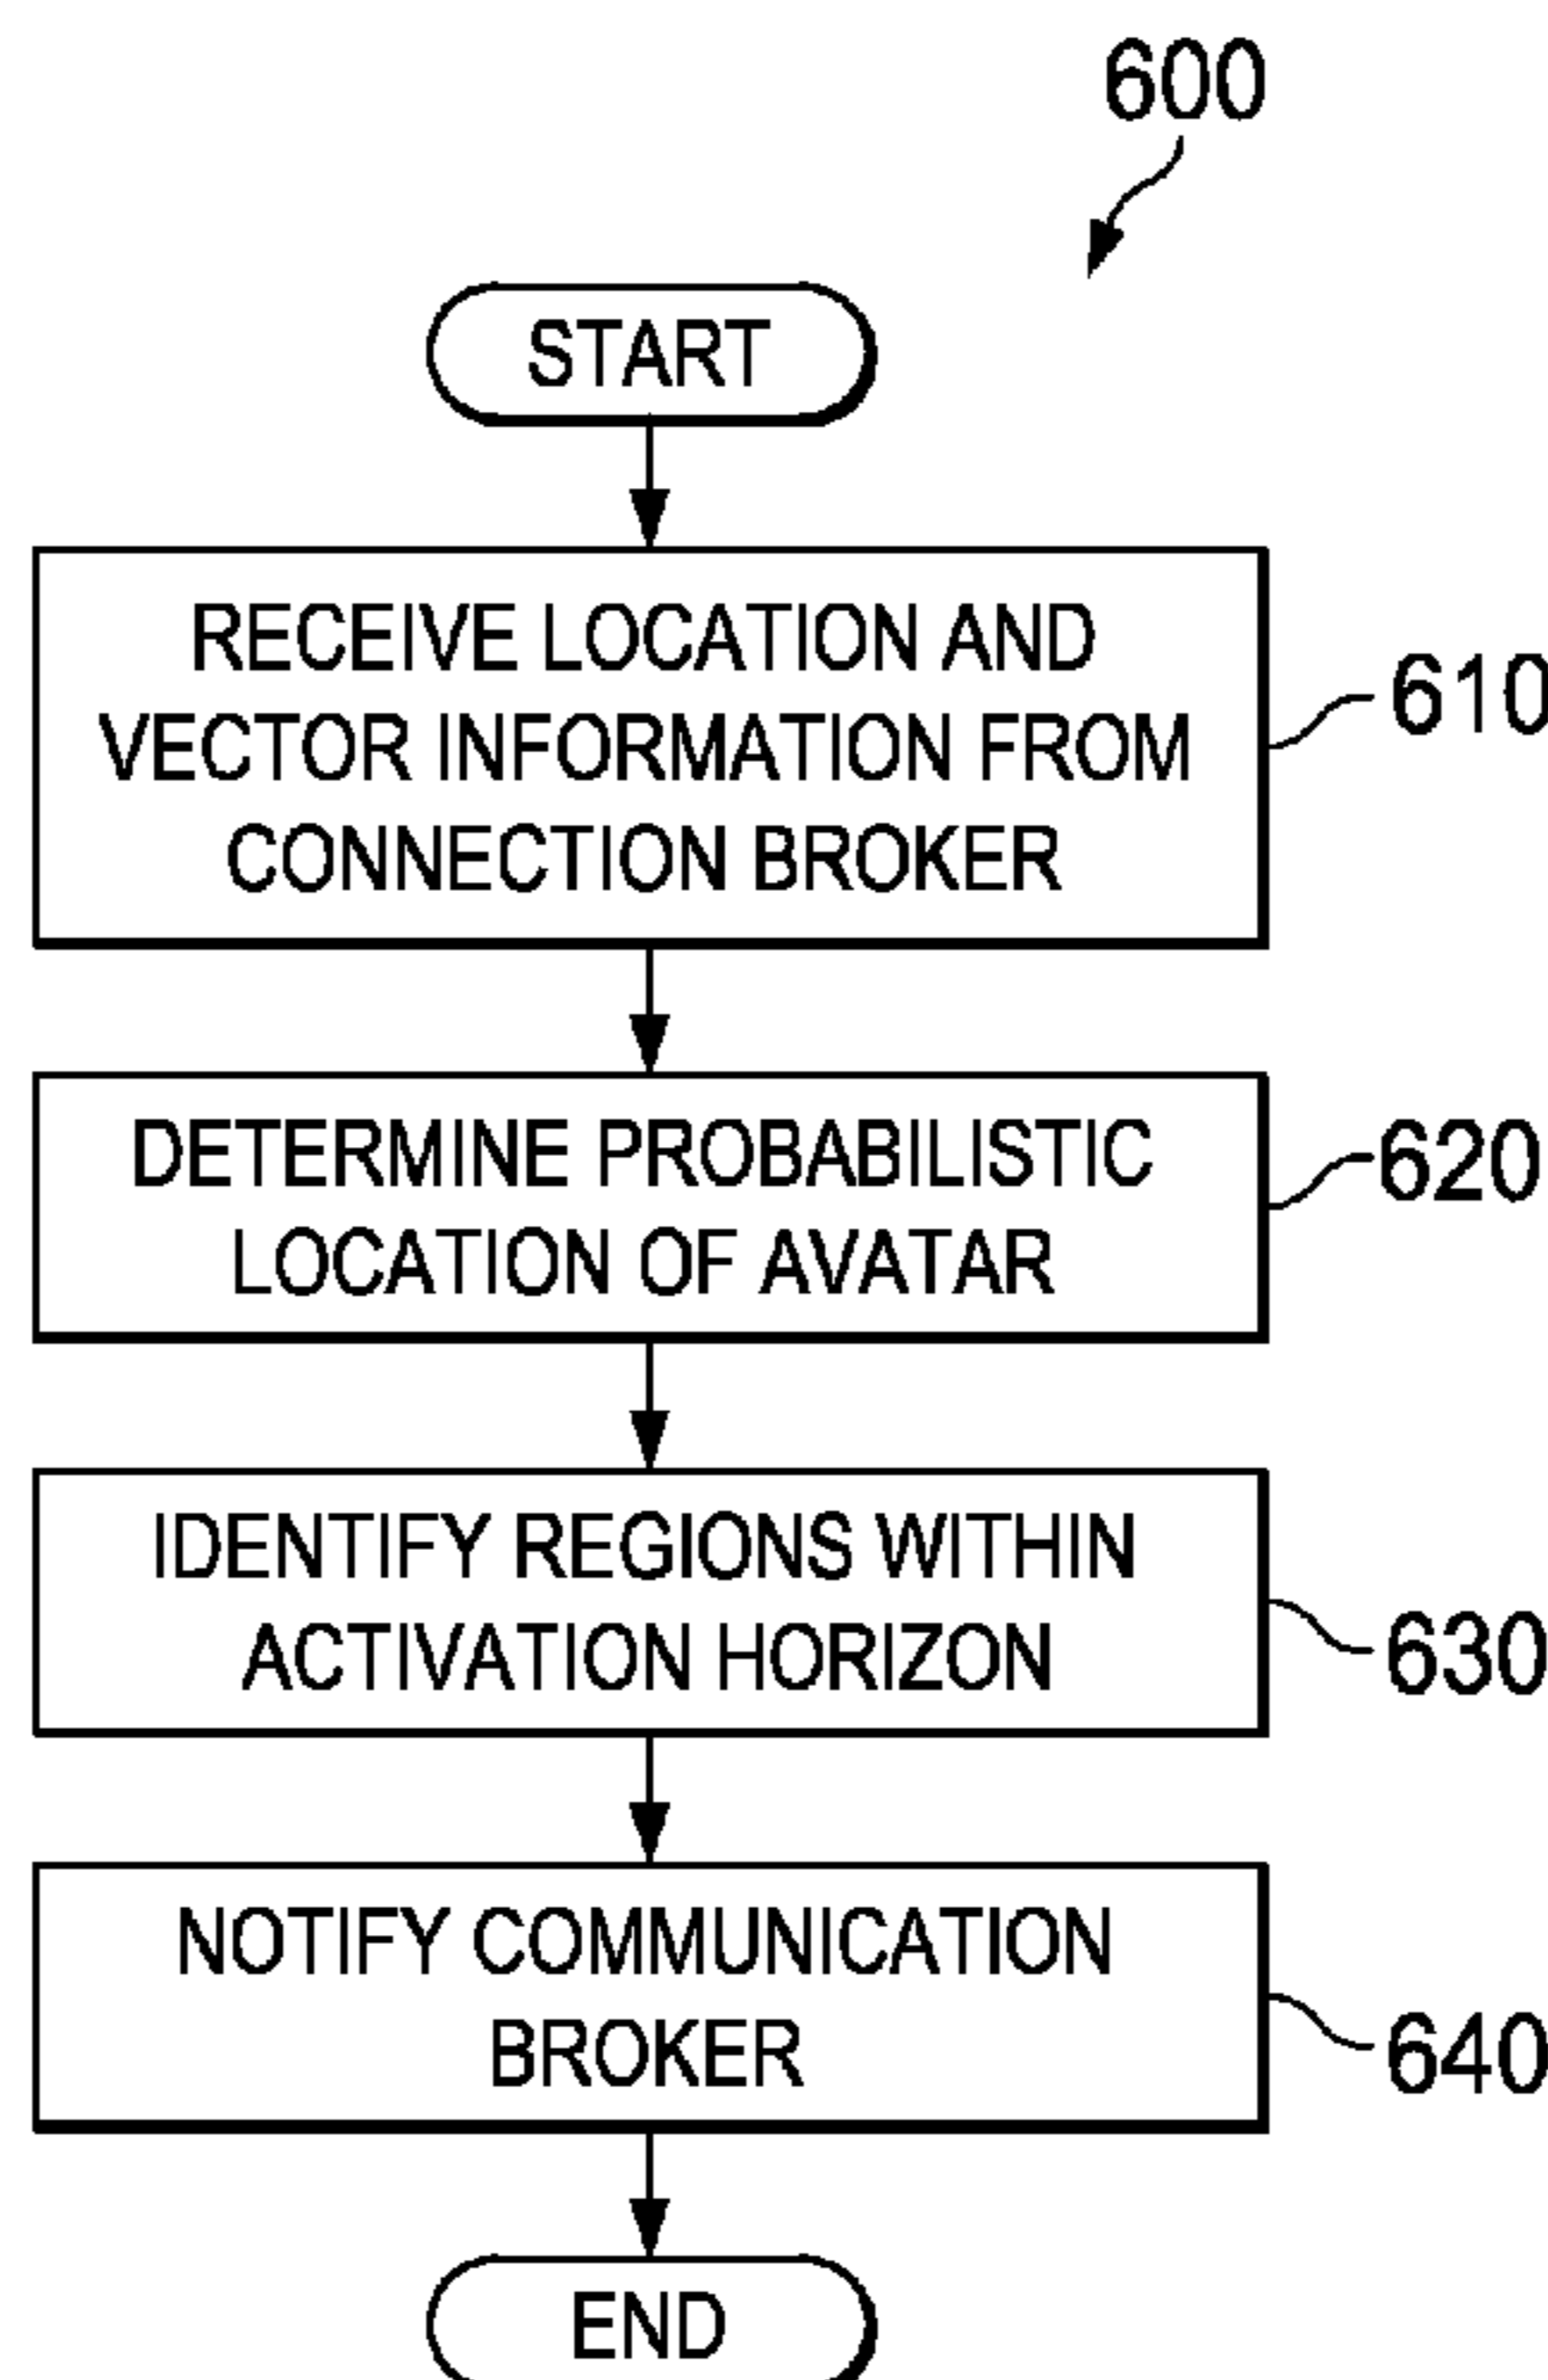 600
START
RECEIVE LOCATION AND
VECTOR INFORMATION FROM
CONNECTION BROKER
610
DETERMINE PROBABILISTIC
LOCATION OF AVATAR
620
IDENTIFY REGIONS WITHIN
ACTIVATION HORIZON
630
NOTIFY COMMUNICATION
BROKER
640
END